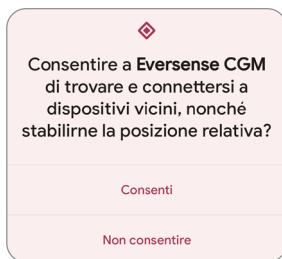 Consentire a Eversense CGM
di trovare e connettersi a
dispositivi vicini, nonché
stabilirne la posizione relativa?
Consenti
Non consentire